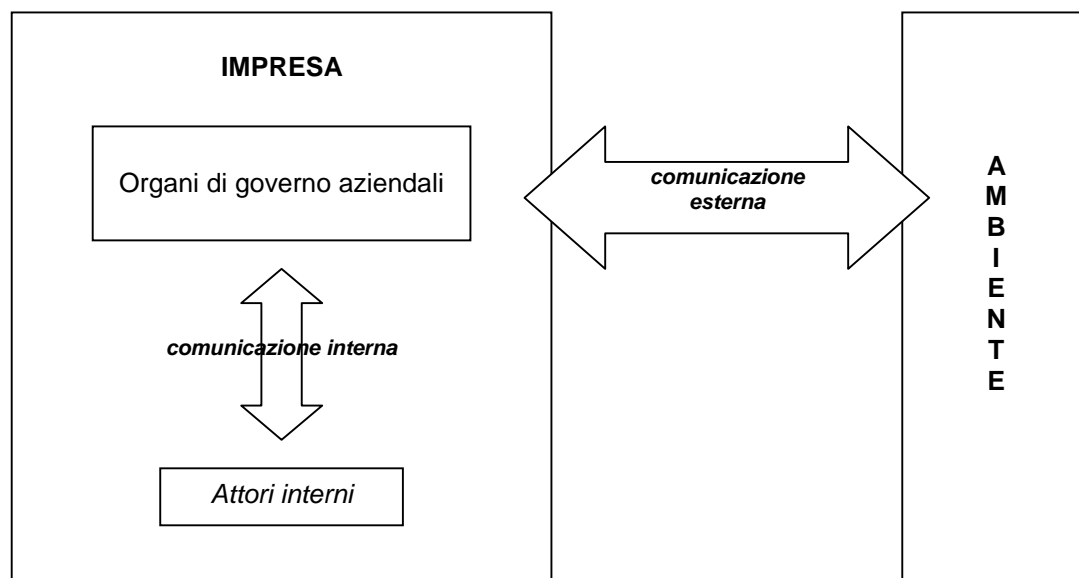 IMPRESA
Organi di governo aziendali
comunicazione
esterna
comunicazione interna
Attori interni
A
M
B
I
E
N
T
E